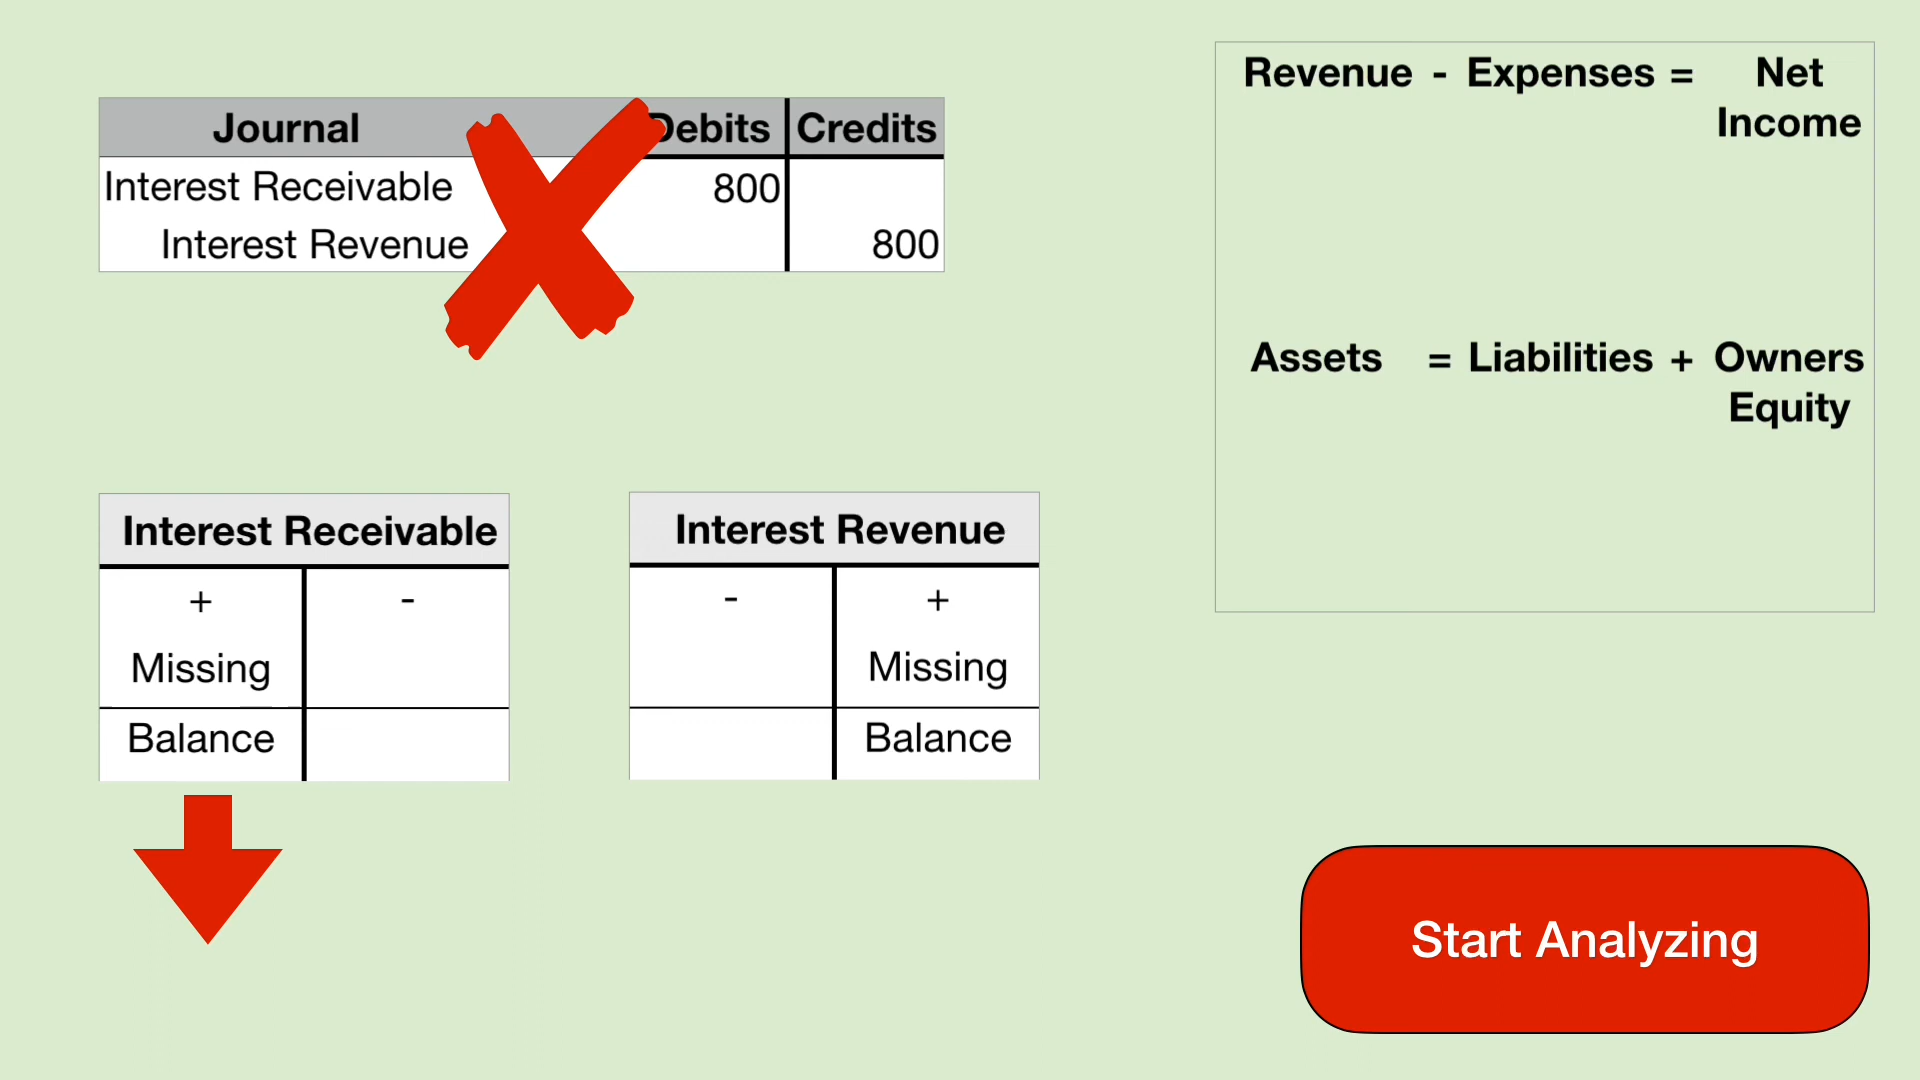 Journal Debits Credits
Interest Receivable 800
Interest Revenue 800
Revenue - Expenses = Net Income
Assets = Liabilities + Owners Equity
Interest Receivable
+ -
Missing
Balance
Interest Revenue
- +
Missing
Balance
Start Analyzing